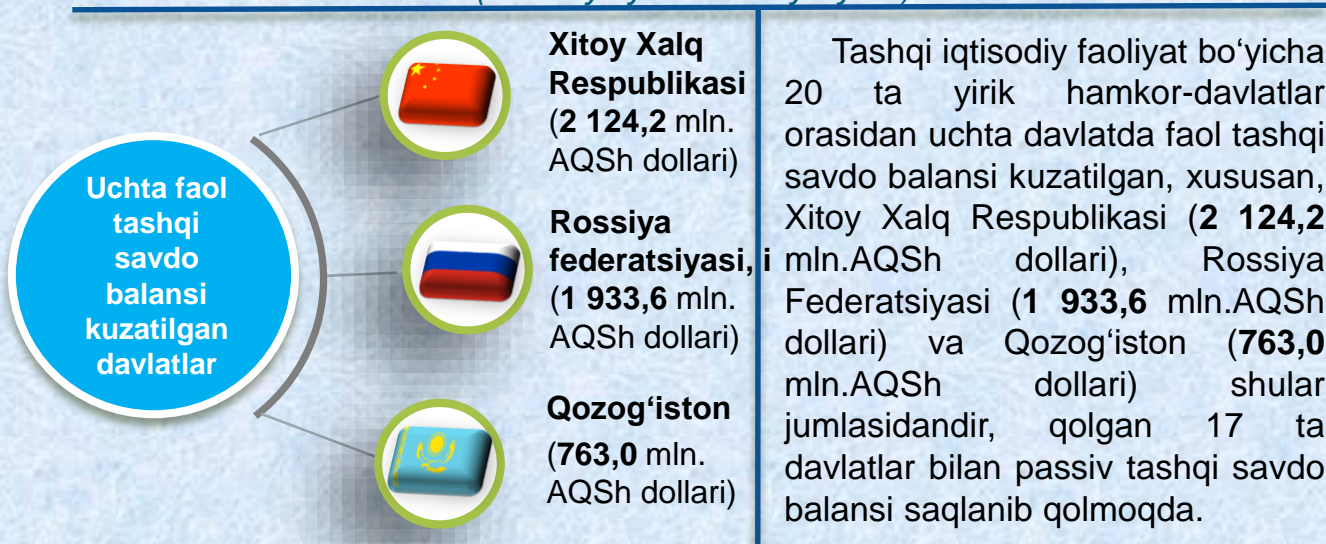 Uchta faol
tashqi
savdo
balansi
kuzatilgan
davlatlar
Xitoy Xalq
Respublikasi
(2 124,2 mln.
AQSh dollari)
Rossiya
federatsiyasi, i
(1 933,6 mln.
AQSh dollari)
Qozog‘iston
(763,0 mln.
AQSh dollari)
Tashqi iqtisodiy faoliyat bo‘yicha
20 ta yirik hamkor-davlatlar
orasidan uchta davlatda faol tashqi
savdo balansi kuzatilgan, xususan,
Xitoy Xalq Respublikasi (2 124,2
mln.AQSh dollari), Rossiya
Federatsiyasi (1 933,6 mln.AQSh
dollari) va Qozog‘iston (763,0
mln.AQSh dollari) shular
jumlasidandir, qolgan 17 ta
davlatlar bilan passiv tashqi savdo
balansi saqlanib qolmoqda.